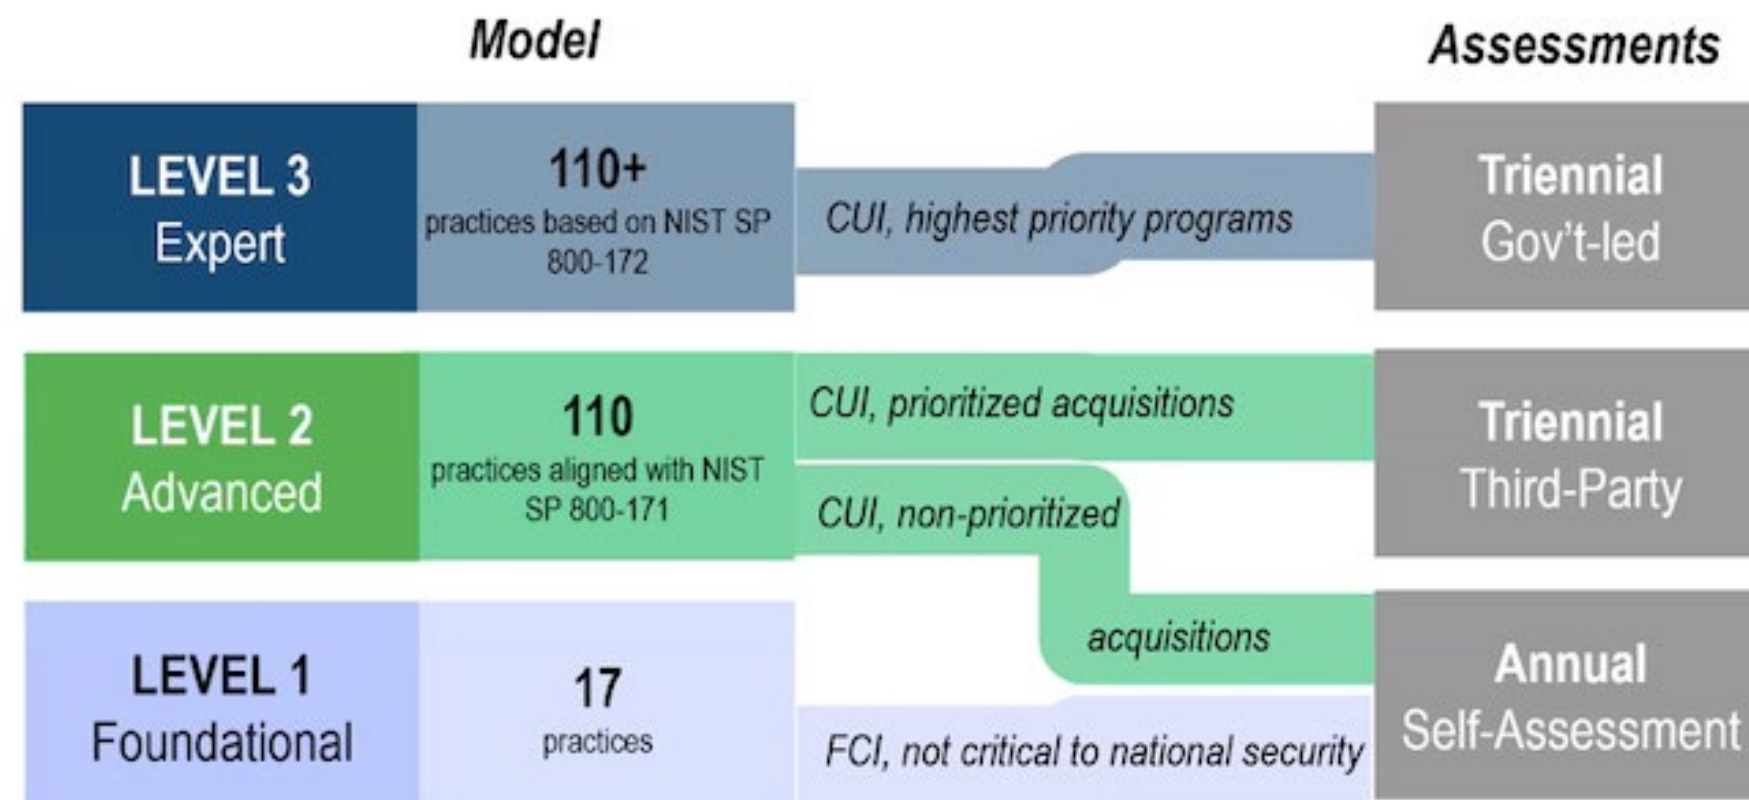 Model
Assessments
LEVEL 3
Expert
110+
practices based on NIST SP
800-172
CUI, highest priority programs
Triennial
Gov't-led
LEVEL 2
Advanced
110
practices aligned with NIST
SP 800-171
CUI, prioritized acquisitions
CUI, non-prioritized
acquisitions
Triennial
Third-Party
LEVEL 1
Foundational
17
practices
FCI, not critical to national security
Annual
Self-Assessment